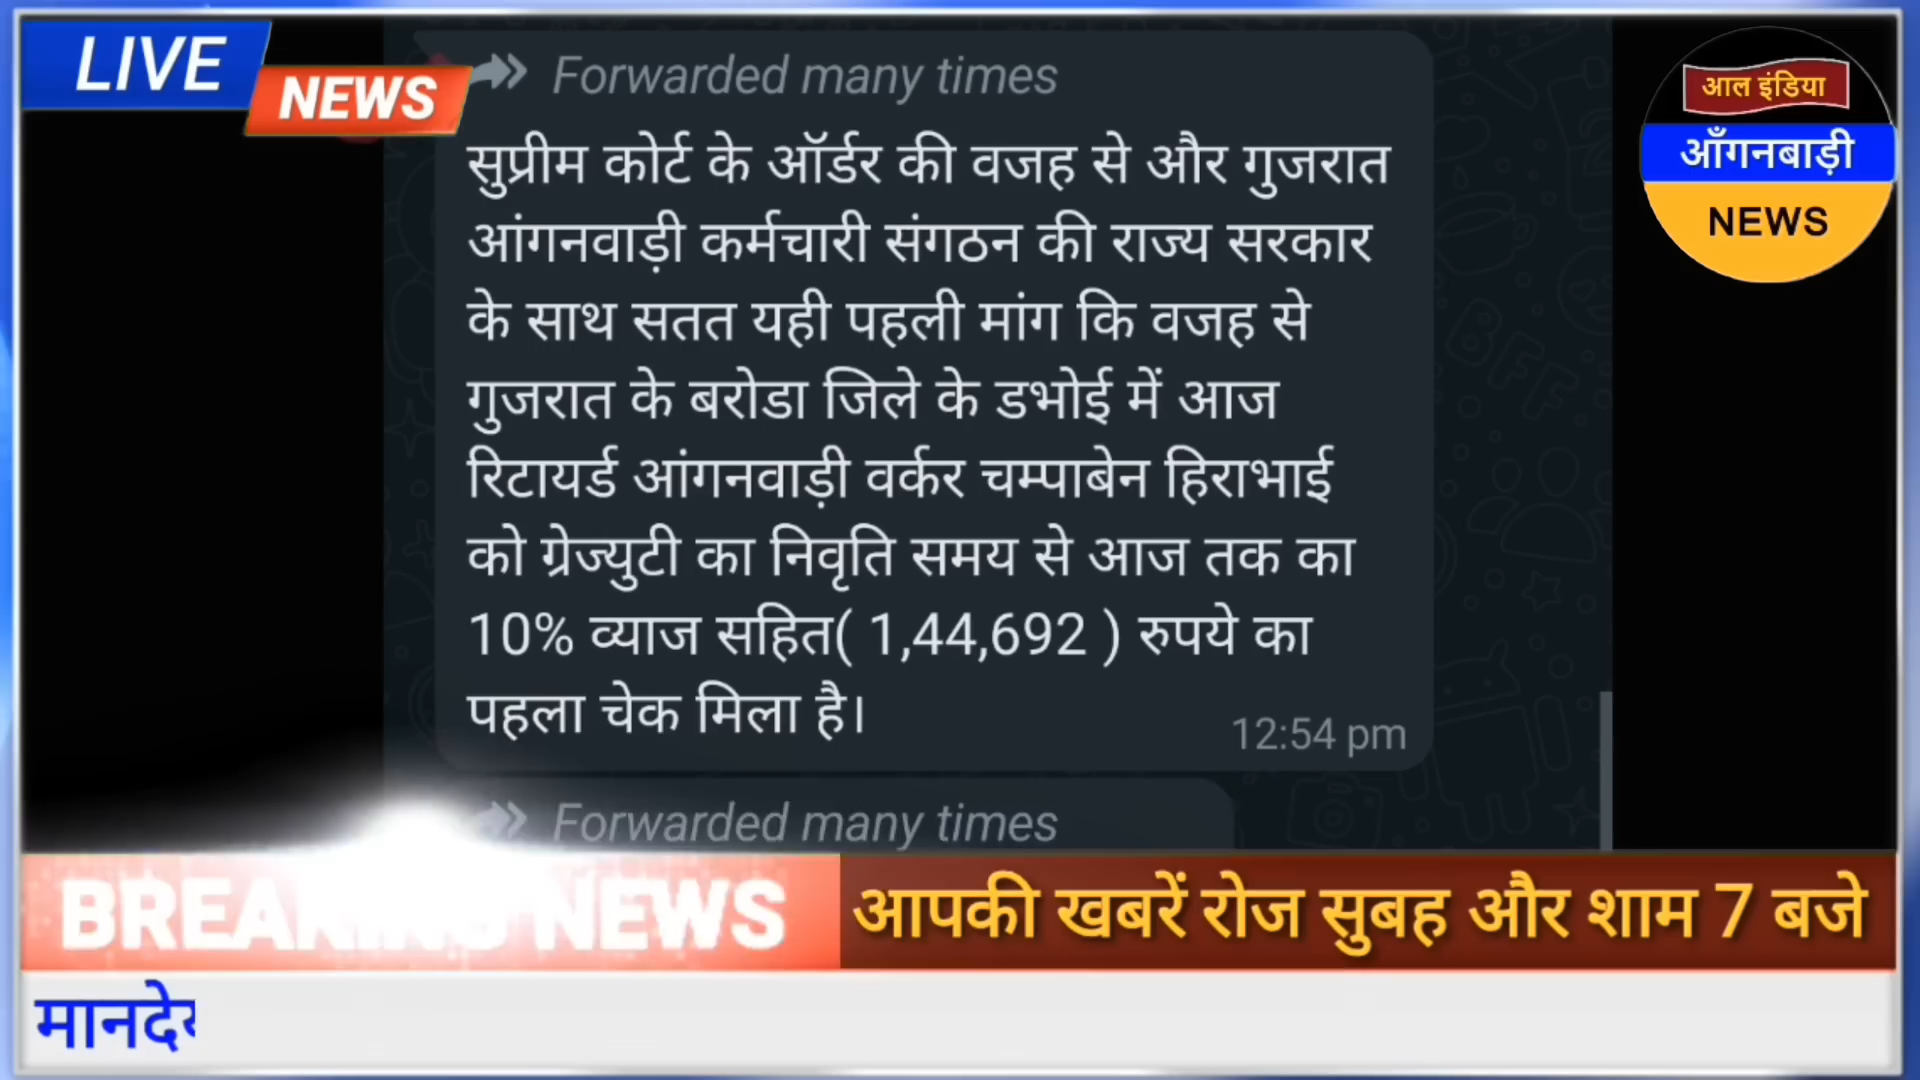 LIVE
NEWS
Forwarded many times
सुप्रीम कोर्ट के ऑर्डर की वजह से और गुजरात
आंगनवाड़ी कर्मचारी संगठन की राज्य सरकार
के साथ सतत यही पहली मांग कि वजह से
गुजरात के बरोडा जिले के डभोई में आज
रिटायर्ड आंगनवाड़ी वर्कर चम्पाबेन हिराभाई
को ग्रेज्युटी का निवृति समय से आज तक का
10% व्याज सहित( 1,44,692 ) रुपये का
पहला चेक मिला है।
12:54 pm
Forwarded many times
आल इंडिया
आँगनबाड़ी
NEWS
BREAKING NEWS
आपकी खबरें रोज सुबह और शाम 7 बजे